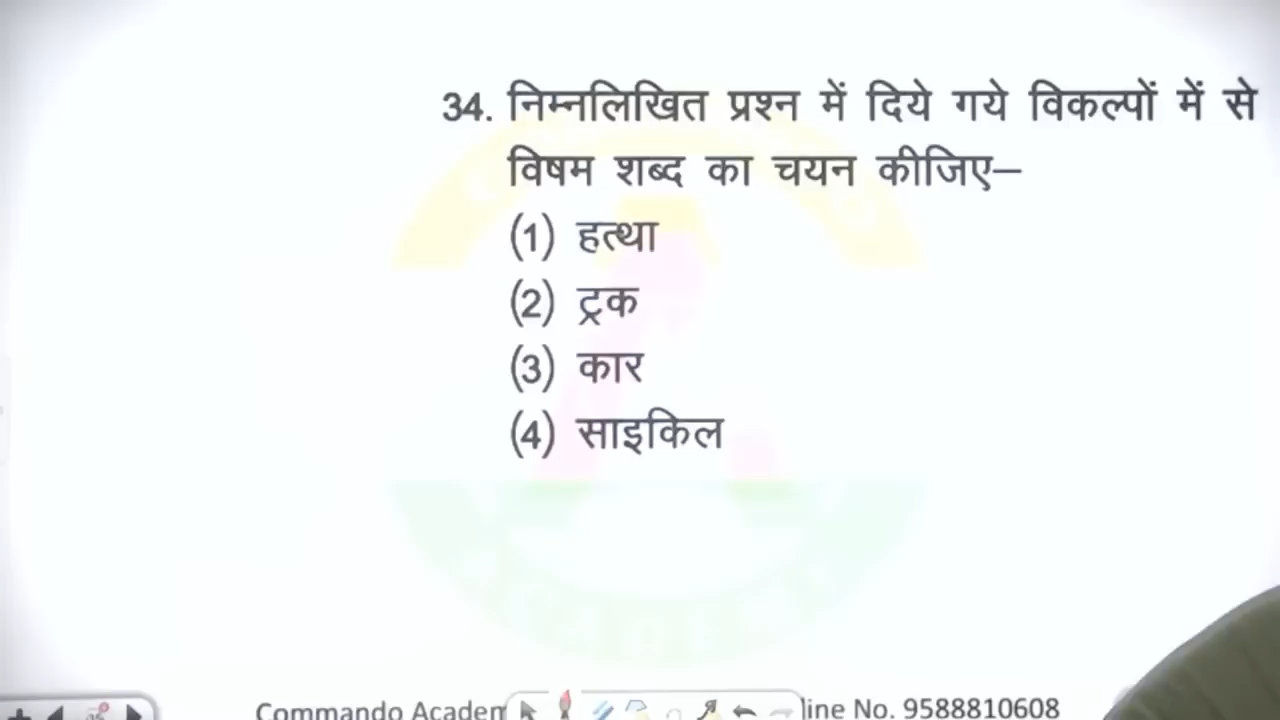 34. निम्नलिखित प्रश्न में दिये गये विकल्पों में से
विषम शब्द का चयन कीजिए–
(1) हत्था
(2) ट्रक
(3) कार
(4) साइकिल
Commando Academ line No. 9588810608